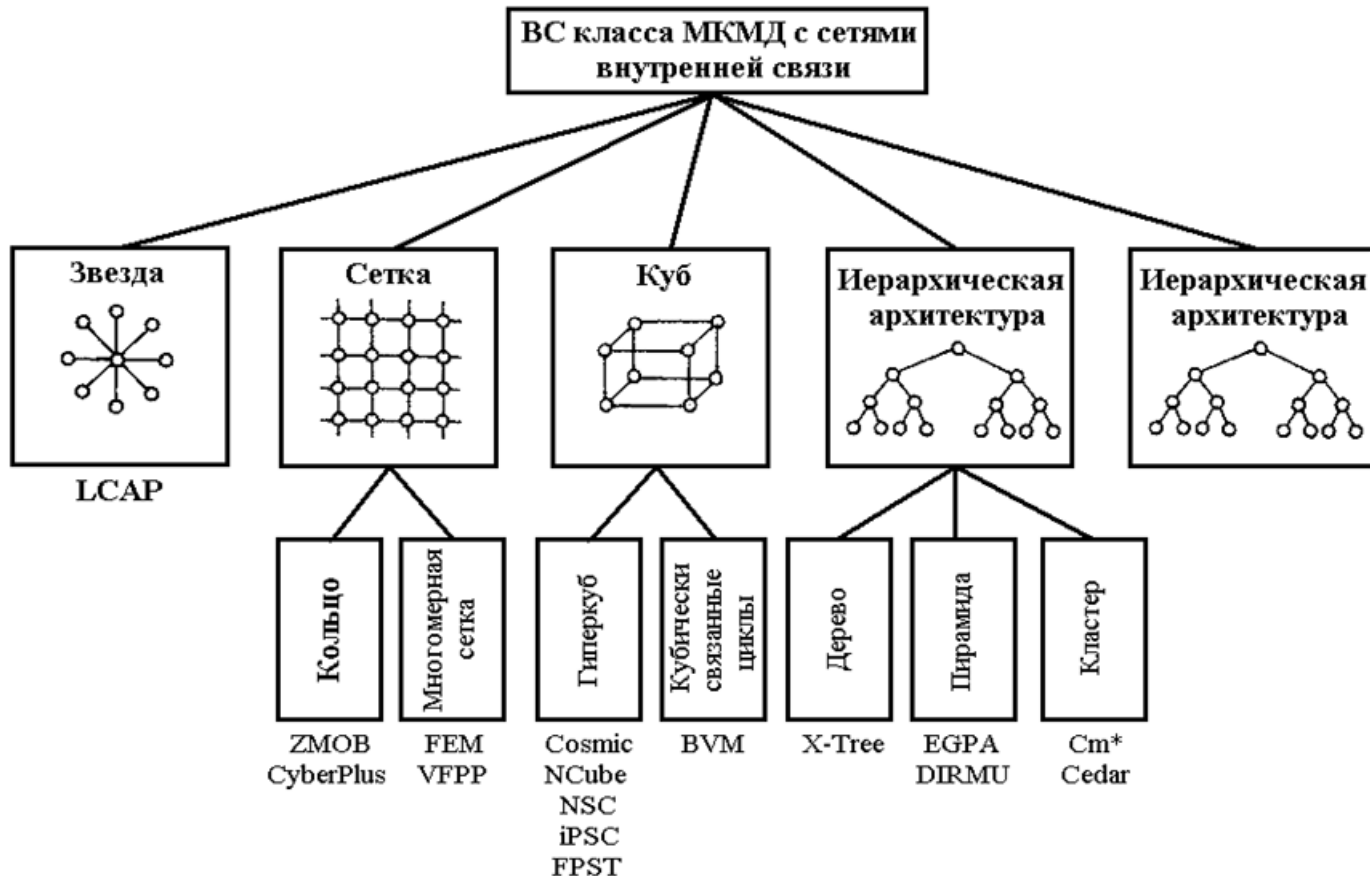 ВС класса МКМД с сетями
внутренней связи
Звезда
Сетка
Куб
Иерархическая
архитектура
Иерархическая
архитектура
LCAP
Кольцо
Многомерная
сетка
Гиперкуб
Кубически
связанные
циклы
Дерево
Пирамида
Кластер
ZMOB
CyberPlus
FEM
VFPP
Cosmic
NCube
NSC
iPSC
FPST
BVM
X-Tree
EGPA
DIRMU
Cm*
Cedar